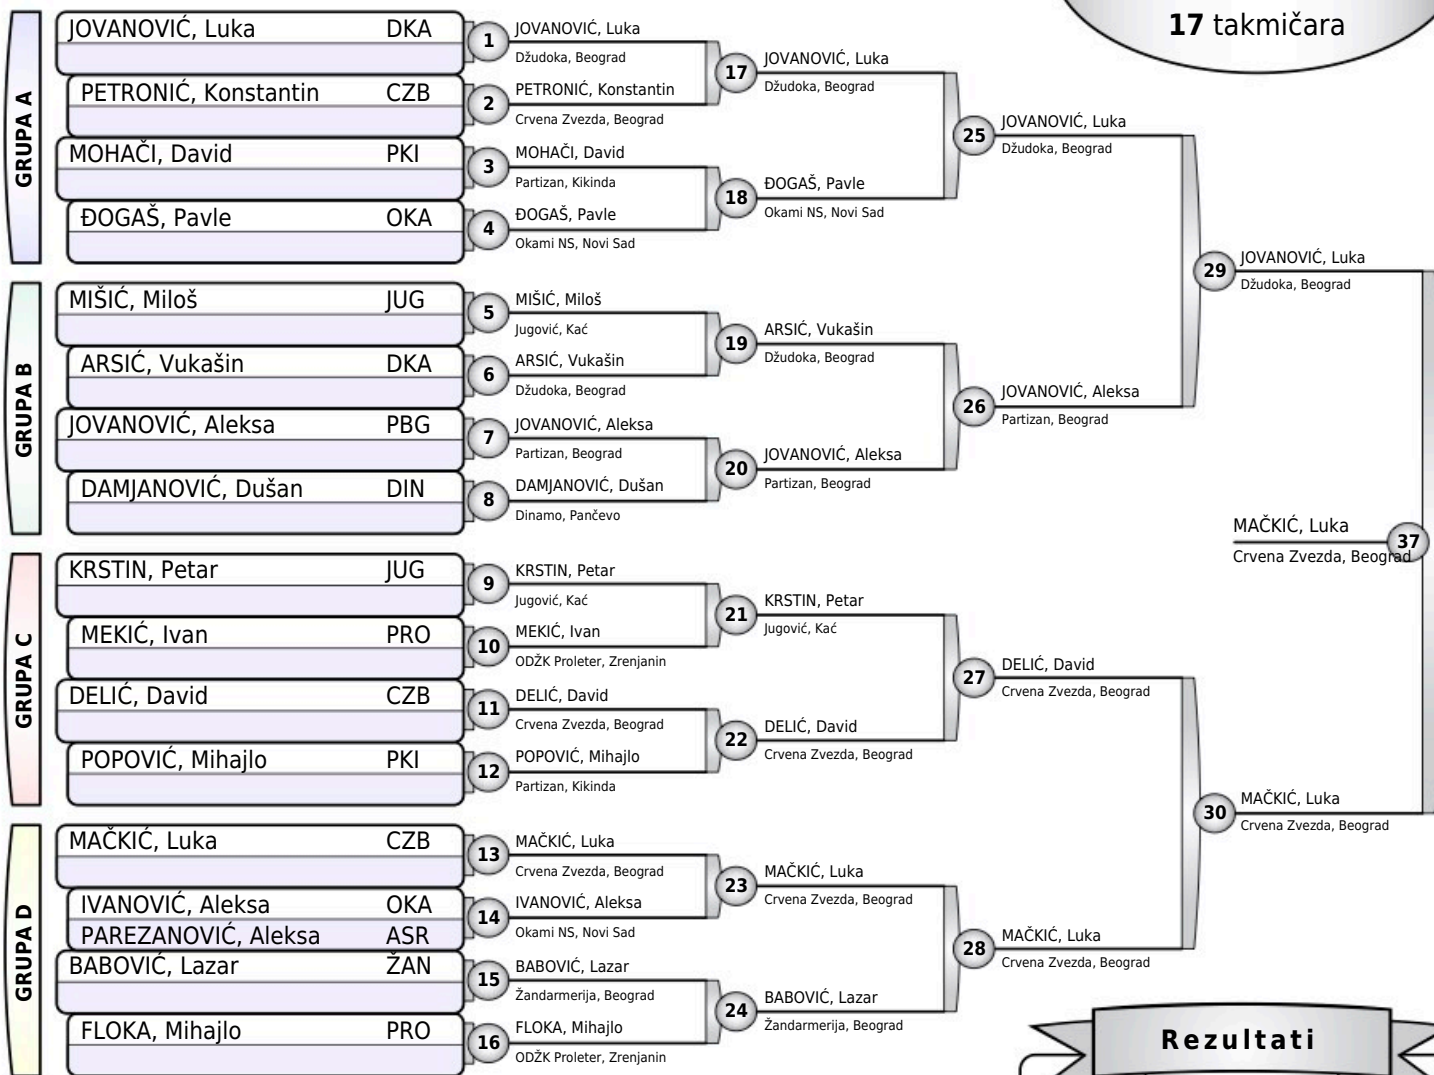 17 takmičara
GRUPA A
JOVANOVIĆ, Luka DKA
PETRONIĆ, Konstantin CZB
MOHAČI, David PKI
ĐOGAŠ, Pavle OKA
1 JOVANOVIĆ, Luka
Džudoka, Beograd
2 PETRONIĆ, Konstantin
Crvena Zvezda, Beograd
3 MOHAČI, David
Partizan, Kikinda
4 ĐOGAŠ, Pavle
Okami NS, Novi Sad
17 JOVANOVIĆ, Luka
Džudoka, Beograd
18 ĐOGAŠ, Pavle
Okami NS, Novi Sad
25 JOVANOVIĆ, Luka
Džudoka, Beograd
GRUPA B
MIŠIĆ, Miloš JUG
ARSIĆ, Vukašin DKA
JOVANOVIĆ, Aleksa PBG
DAMJANOVIĆ, Dušan DIN
5 MIŠIĆ, Miloš
Jugović, Kać
6 ARSIĆ, Vukašin
Džudoka, Beograd
7 JOVANOVIĆ, Aleksa
Partizan, Beograd
8 DAMJANOVIĆ, Dušan
Dinamo, Pančevo
19 ARSIĆ, Vukašin
Džudoka, Beograd
20 JOVANOVIĆ, Aleksa
Partizan, Beograd
26 JOVANOVIĆ, Aleksa
Partizan, Beograd
29 JOVANOVIĆ, Luka
Džudoka, Beograd
GRUPA C
KRSTIN, Petar JUG
MEKIĆ, Ivan PRO
DELIĆ, David CZB
POPOVIĆ, Mihajlo PKI
9 KRSTIN, Petar
Jugović, Kać
10 MEKIĆ, Ivan
ODŽK Proleter, Zrenjanin
11 DELIĆ, David
Crvena Zvezda, Beograd
12 POPOVIĆ, Mihajlo
Partizan, Kikinda
21 KRSTIN, Petar
Jugović, Kać
22 DELIĆ, David
Crvena Zvezda, Beograd
27 DELIĆ, David
Crvena Zvezda, Beograd
GRUPA D
MAČKIĆ, Luka CZB
IVANOVIĆ, Aleksa OKA
PAREZANOVIĆ, Aleksa ASR
BABOVIĆ, Lazar ŽAN
FLOKA, Mihajlo PRO
13 MAČKIĆ, Luka
Crvena Zvezda, Beograd
14 IVANOVIĆ, Aleksa
Okami NS, Novi Sad
15 BABOVIĆ, Lazar
Žandarmerija, Beograd
16 FLOKA, Mihajlo
ODŽK Proleter, Zrenjanin
23 MAČKIĆ, Luka
Crvena Zvezda, Beograd
24 BABOVIĆ, Lazar
Žandarmerija, Beograd
28 MAČKIĆ, Luka
Crvena Zvezda, Beograd
30 MAČKIĆ, Luka
Crvena Zvezda, Beograd
MAČKIĆ, Luka 37
Crvena Zvezda, Beograd
Rezultati